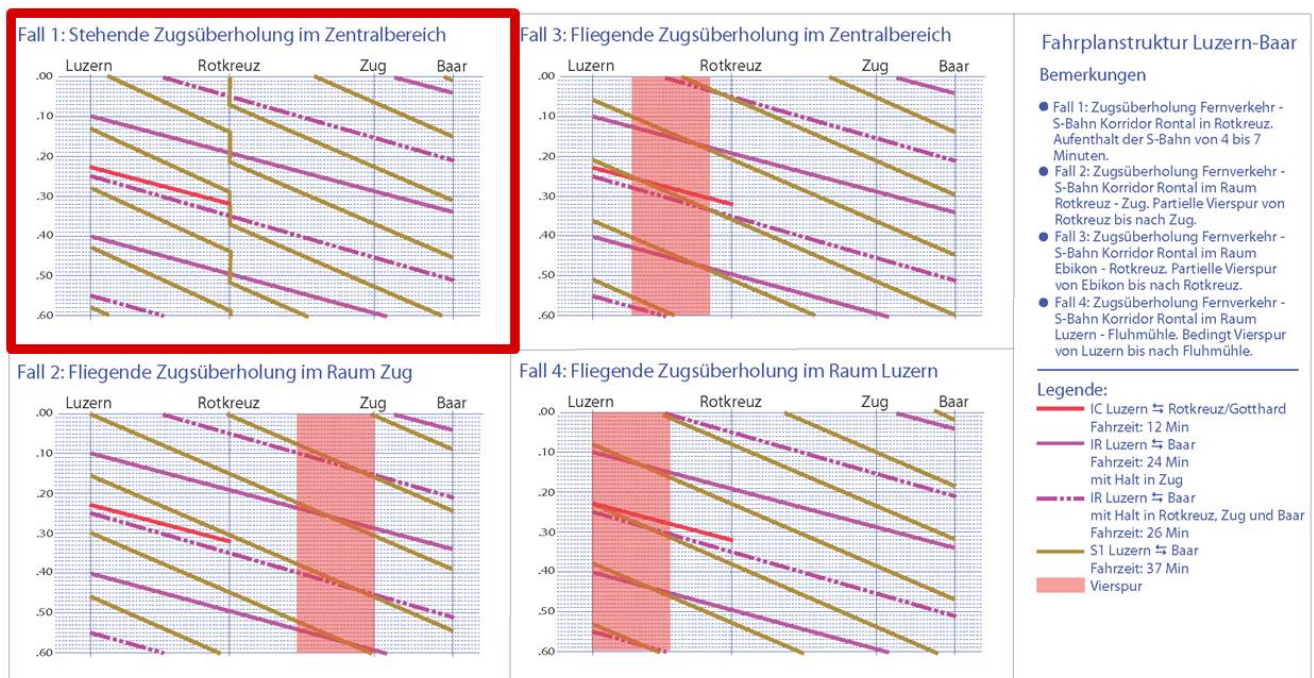 Fall 1: Stehende Zugsüberholung im Zentralbereich
Luzern Rotkreuz Zug Baar
.00
.10
.20
.30
.40
.50
.60
Fall 3: Fliegende Zugsüberholung im Zentralbereich
Luzern Rotkreuz Zug Baar
.00
.10
.20
.30
.40
.50
.60
Fall 2: Fliegende Zugsüberholung im Raum Zug
Luzern Rotkreuz Zug Baar
.00
.10
.20
.30
.40
.50
.60
Fall 4: Fliegende Zugsüberholung im Raum Luzern
Luzern Rotkreuz Zug Baar
.00
.10
.20
.30
.40
.50
.60
Fahrplanstruktur Luzern-Baar
Bemerkungen
● Fall 1: Zugsüberholung Fernverkehr -
S-Bahn Korridor Rontal in Rotkreuz.
Aufenthalt der S-Bahn von 4 bis 7
Minuten.
● Fall 2: Zugsüberholung Fernverkehr -
S-Bahn Korridor Rontal im Raum
Rotkreuz - Zug. Partielle Vierspur von
Rotkreuz bis nach Zug.
● Fall 3: Zugsüberholung Fernverkehr -
S-Bahn Korridor Rontal im Raum
Ebikon - Rotkreuz. Partielle Vierspur
von Ebikon bis nach Rotkreuz.
● Fall 4: Zugsüberholung Fernverkehr -
S-Bahn Korridor Rontal im Raum
Luzern - Fluhmühle. Bedingt Vierspur
von Luzern bis nach Fluhmühle.
Legende:
IC Luzern ⇆ Rotkreuz/Gotthard
Fahrzeit: 12 Min
IR Luzern ⇆ Baar
Fahrzeit: 24 Min
mit Halt in Zug
IR Luzern ⇆ Baar
mit Halt in Rotkreuz, Zug und Baar
Fahrzeit: 26 Min
S1 Luzern ⇆ Baar
Fahrzeit: 37 Min
Vierspur